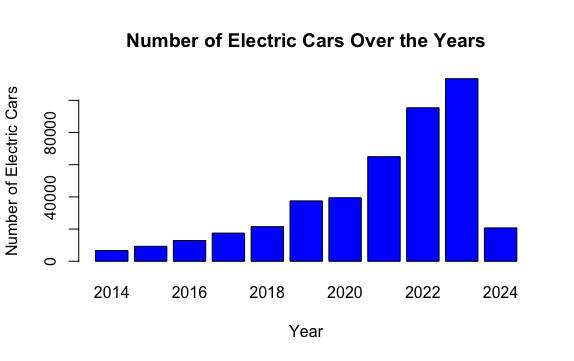 Number of Electric Cars Over the Years
Number of Electric Cars
80000
40000
0
2014 2016 2018 2020 2022 2024
Year